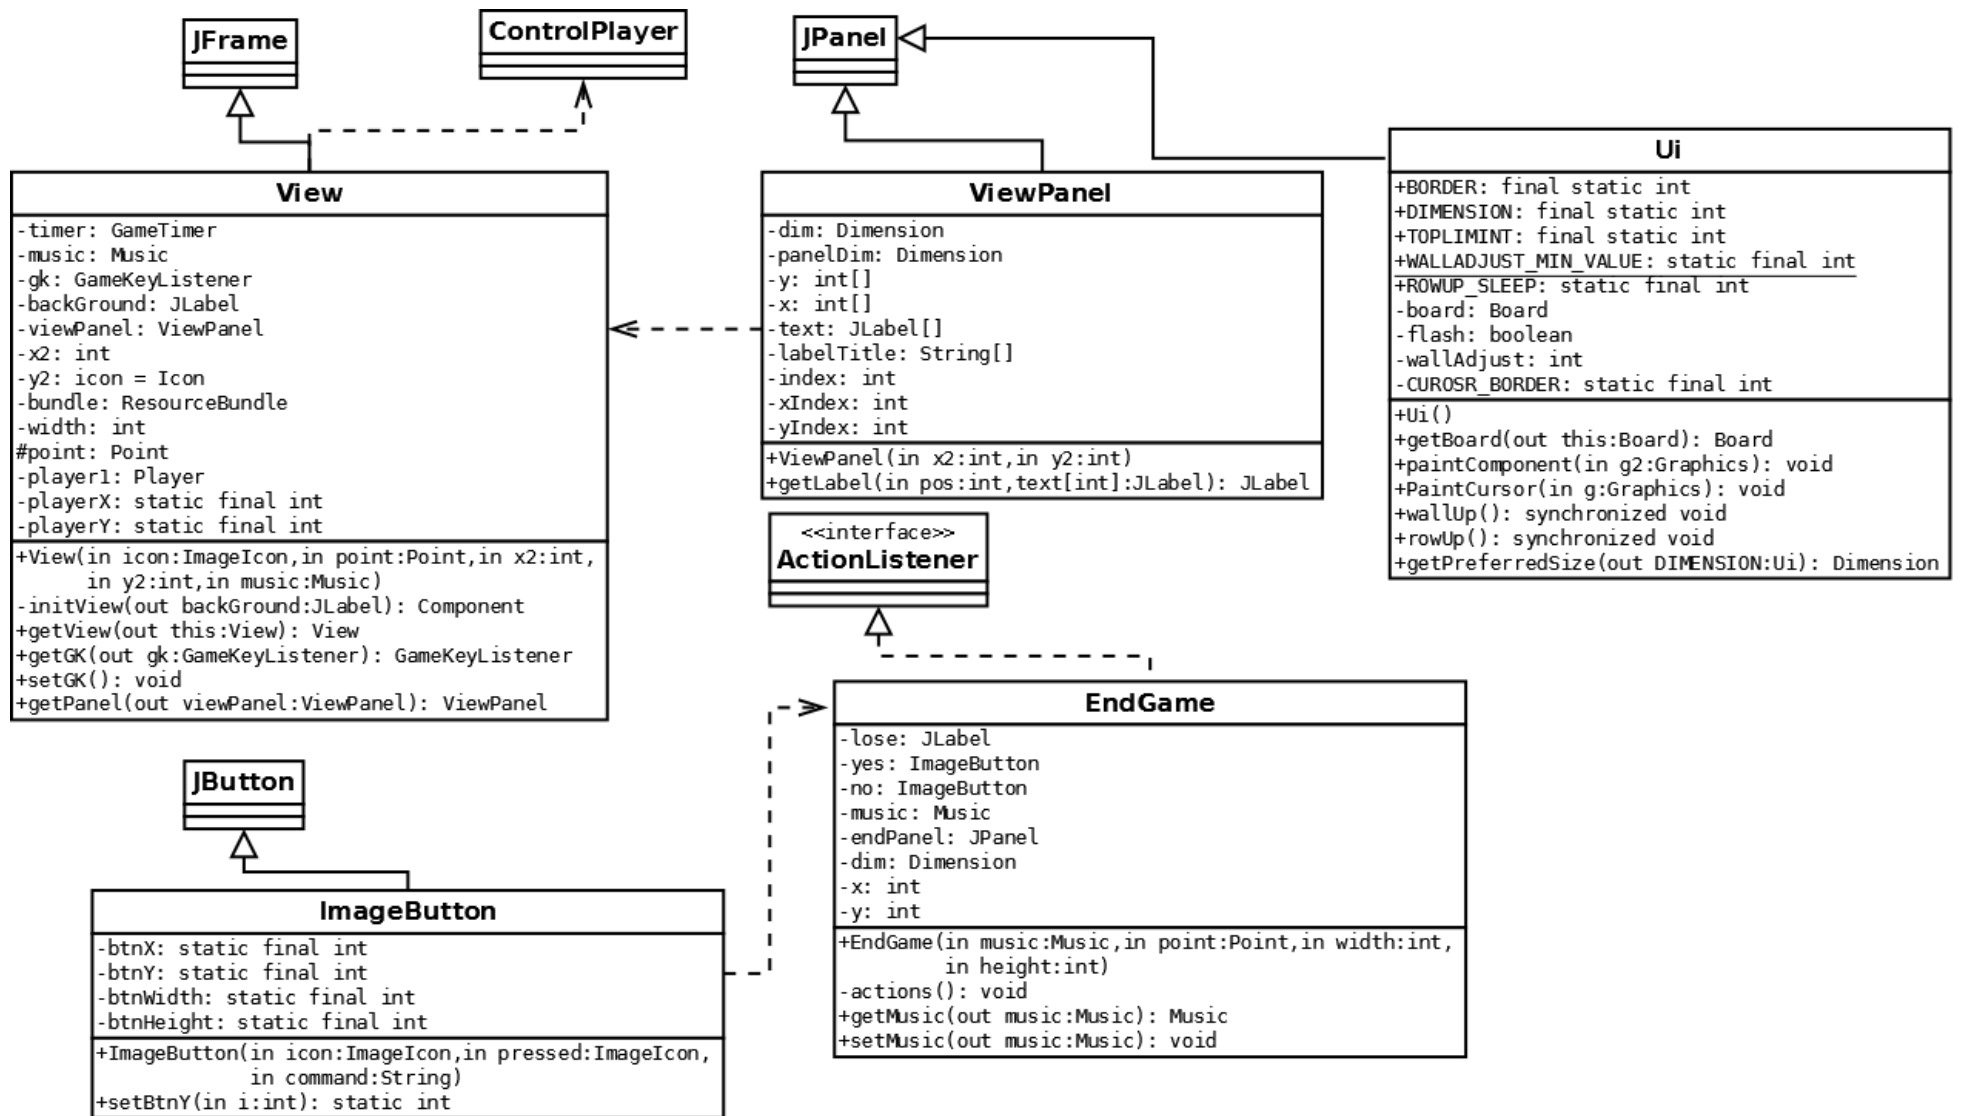 JFrame
ControlPlayer
JPanel
View
-timer: GameTimer
-music: Music
-gk: GameKeyListener
-backGround: JLabel
-viewPanel: ViewPanel
-x2: int
-y2: icon = Icon
-bundle: ResourceBundle
-width: int
#point: Point
-player1: Player
-playerX: static final int
-playerY: static final int
+View(in icon:ImageIcon,in point:Point,in x2:int,
in y2:int,in music:Music)
-initView(out backGround:JLabel): Component
+getView(out this:View): View
+getGK(out gk:GameKeyListener): GameKeyListener
+setGK(): void
+getPanel(out viewPanel:ViewPanel): ViewPanel
ViewPanel
-dim: Dimension
-panelDim: Dimension
-y: int[]
-x: int[]
-text: JLabel[]
-labelTitle: String[]
-index: int
-xIndex: int
-yIndex: int
+ViewPanel(in x2:int,in y2:int)
+getLabel(in pos:int,text[int]:JLabel): JLabel
Ui
+BORDER: final static int
+DIMENSION: final static int
+TOPLIMINT: final static int
+WALLADJUST_MIN_VALUE: static final int
+ROWUP_SLEEP: static final int
-board: Board
-flash: boolean
-wallAdjust: int
-CUROSR_BORDER: static final int
+Ui()
+getBoard(out this:Board): Board
+paintComponent(in g2:Graphics): void
+PaintCursor(in g:Graphics): void
+wallUp(): synchronized void
+rowUp(): synchronized void
+getPreferredSize(out DIMENSION:Ui): Dimension
<<interface>>
ActionListener
EndGame
-lose: JLabel
-yes: ImageButton
-no: ImageButton
-music: Music
-endPanel: JPanel
-dim: Dimension
-x: int
-y: int
+EndGame(in music:Music,in point:Point,in width:int,
in height:int)
-actions(): void
+getMusic(out music:Music): Music
+setMusic(out music:Music): void
JButton
ImageButton
-btnX: static final int
-btnY: static final int
-btnWidth: static final int
-btnHeight: static final int
+ImageButton(in icon:ImageIcon,in pressed:ImageIcon,
in command:String)
+setBtnY(in i:int): static int